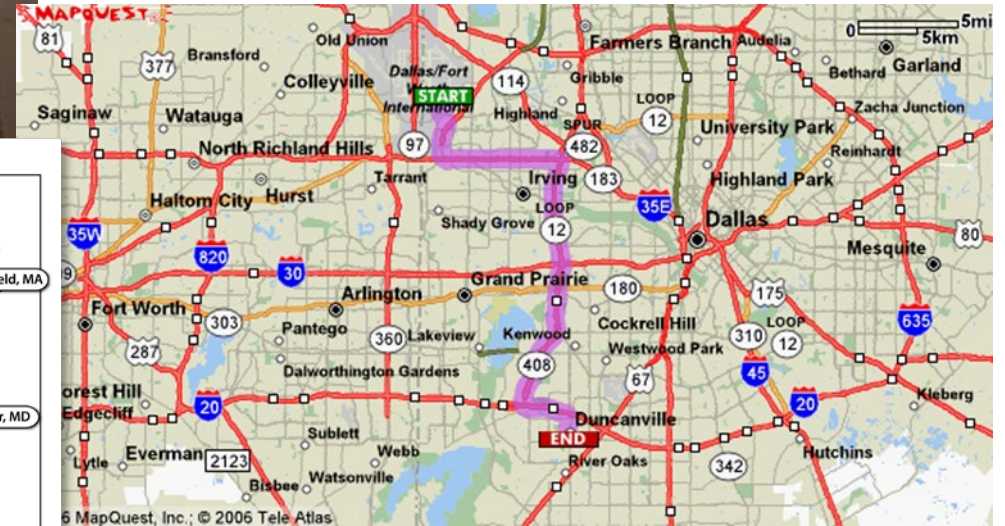 MAPQUEST
81
377
Bransford
Old Union
Colleyville
Dallas/Fort
International
START
114
Farmers Branch
Audelia
0
5mi
5km
Bethard
Garland
Gribble
LOOP
12
Zacha Junction
Saginaw
Watauga
Highland
SPUR
482
University Park
Reinhardt
North Richland Hills
97
Tarrant
Irving
183
Highland Park
Haltom City
Hurst
Shady Grove
LOOP
12
35E
Dallas
80
35W
820
Mesquite
eld, MA
9
30
Grand Prairie
180
175
Fort Worth
Arlington
303
Pantego
360
Lakeview
Kenwood
Cockrell Hill
310
LOOP
12
635
287
Dalworthington Gardens
408
Westwood Park
67
45
orest Hill
Edgecliff
20
Duncanville
20
Kleberg
r, MD
END
Sublett
Webb
River Oaks
Hutchins
Lytle
Everman
2123
Watsonville
Bisbee
342
6 MapQuest, Inc.; © 2006 Tele Atlas